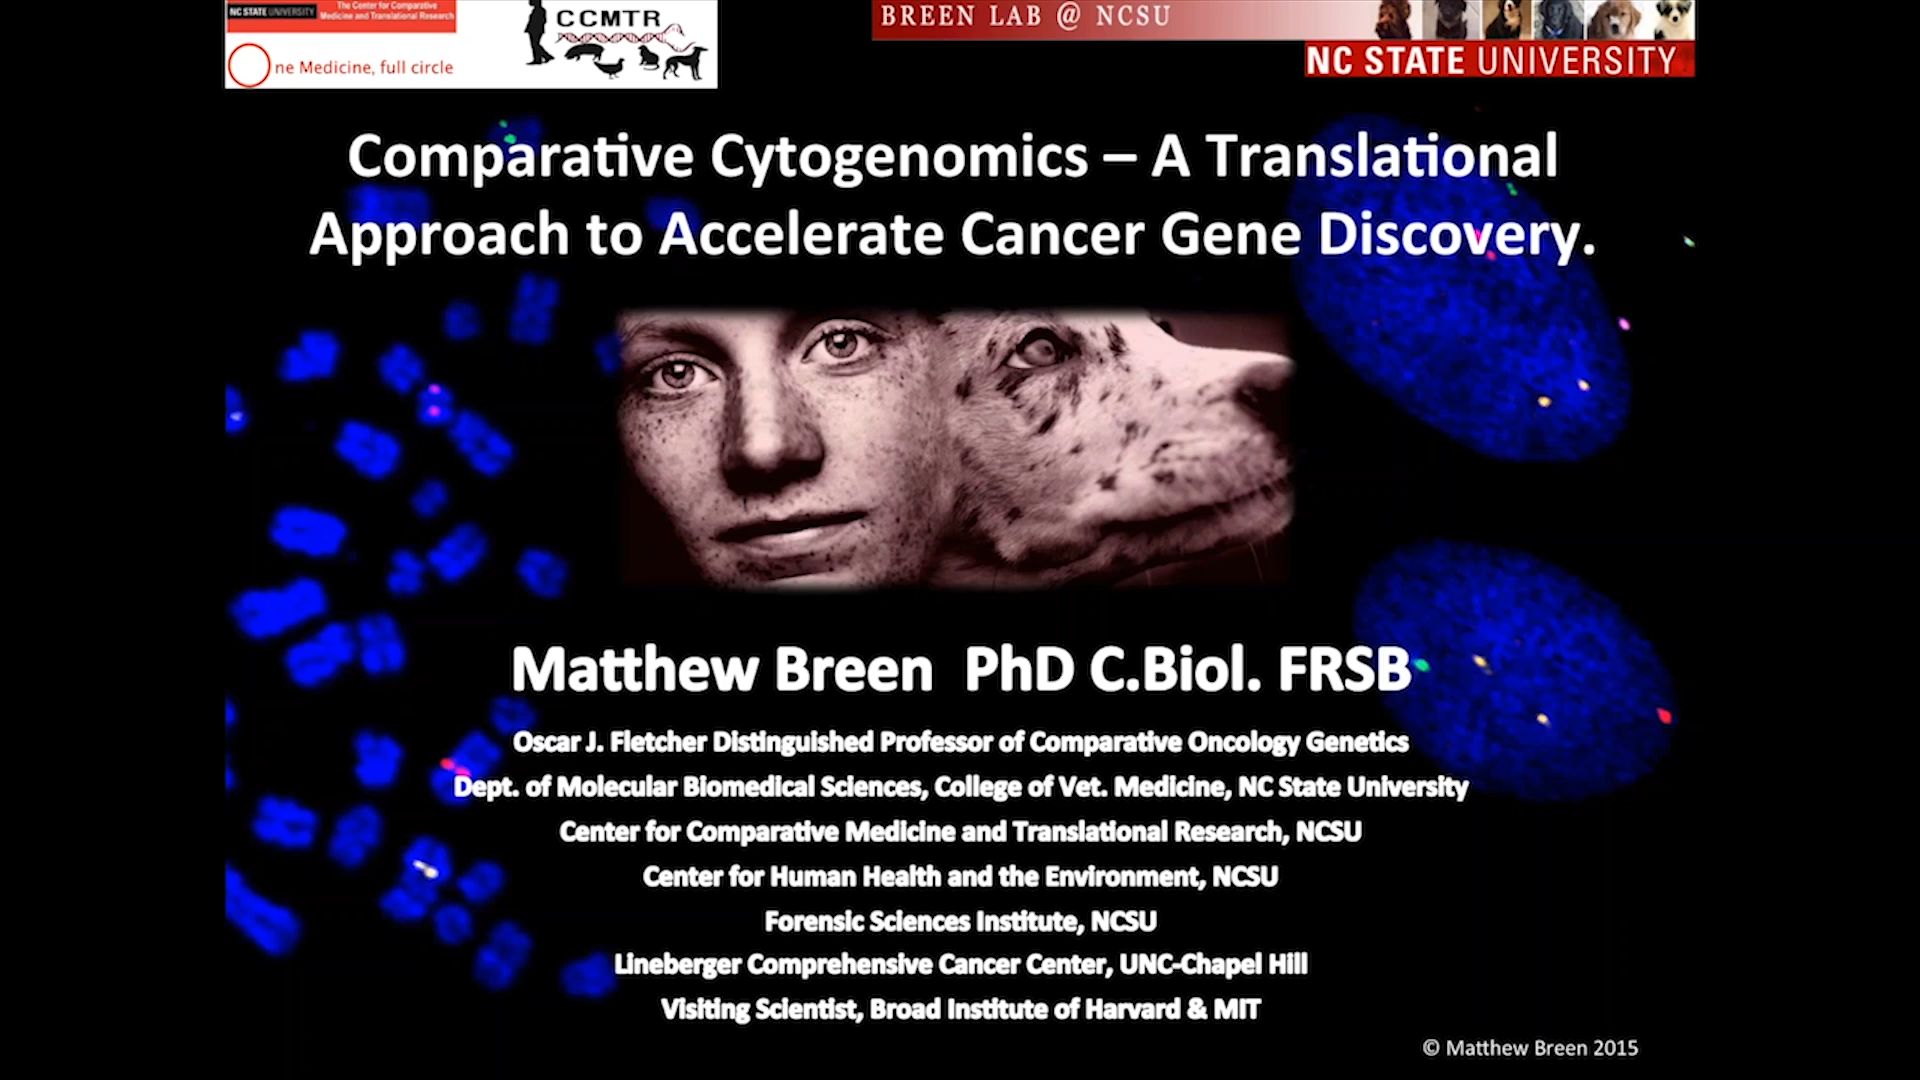 NC STATE UNIVERSITY
The Center for Comparative
Medicine and Translational Research
ne Medicine, full circle
CCMTR
BREEN LAB @ NCSU
NC STATE UNIVERSITY
Comparative Cytogenomics – A Translational
Approach to Accelerate Cancer Gene Discovery.
Matthew Breen PhD C.Biol. FRSB
Oscar J. Fletcher Distinguished Professor of Comparative Oncology Genetics
Dept. of Molecular Biomedical Sciences, College of Vet. Medicine, NC State University
Center for Comparative Medicine and Translational Research, NCSU
Center for Human Health and the Environment, NCSU
Forensic Sciences Institute, NCSU
Lineberger Comprehensive Cancer Center, UNC-Chapel Hill
Visiting Scientist, Broad Institute of Harvard & MIT
© Matthew Breen 2015